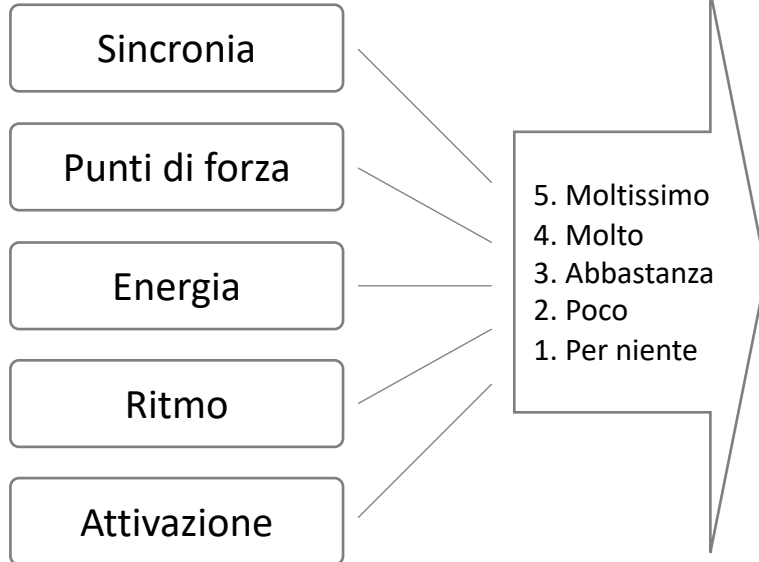 Sincronia
Punti di forza
Energia
Ritmo
Attivazione
5. Moltissimo
4. Molto
3. Abbastanza
2. Poco
1. Per niente